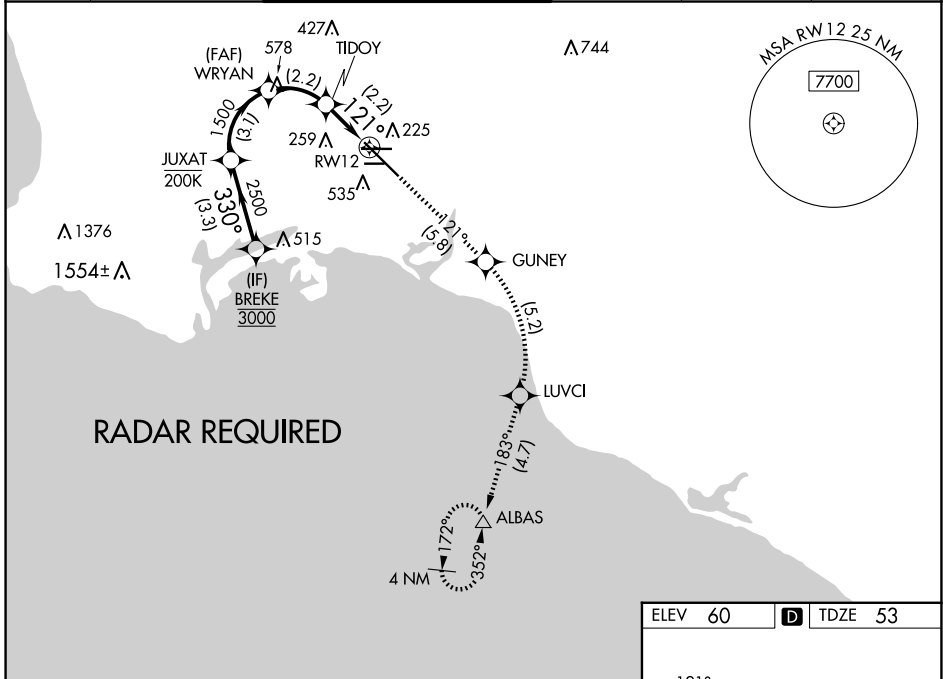 427
578
TIDOY
744
MSA RW12 25 NM
7700
(FAF)
WRYAN
(2.2)
(2.2)
121°
225
259
RW12
535
1500
(3.1)
JUXAT
200K
2500
330°
(3.3)
515
1376
1554±
(IF)
BREKE
3000
121°
(5.8)
GUNEY
(5.2)
LUVCI
RADAR REQUIRED
183°
(4.7)
ALBAS
172°
352°
4 NM
ELEV 60 D TDZE 53